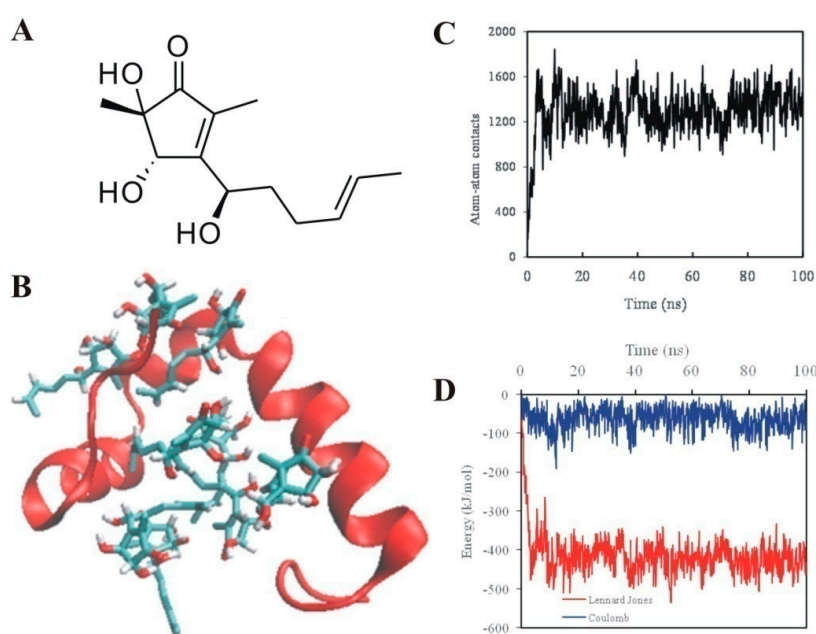 A
O
HO
HO
HO
B
C
2000
1600
1200
800
400
0
Atom-atom contacts
0 20 40 60 80 100
Time (ns)
D
Time (ns)
0 20 40 60 80 100
0
-100
-200
-300
-400
-500
-600
Energy (kJ/mol)
Lennard Jones
Coulomb